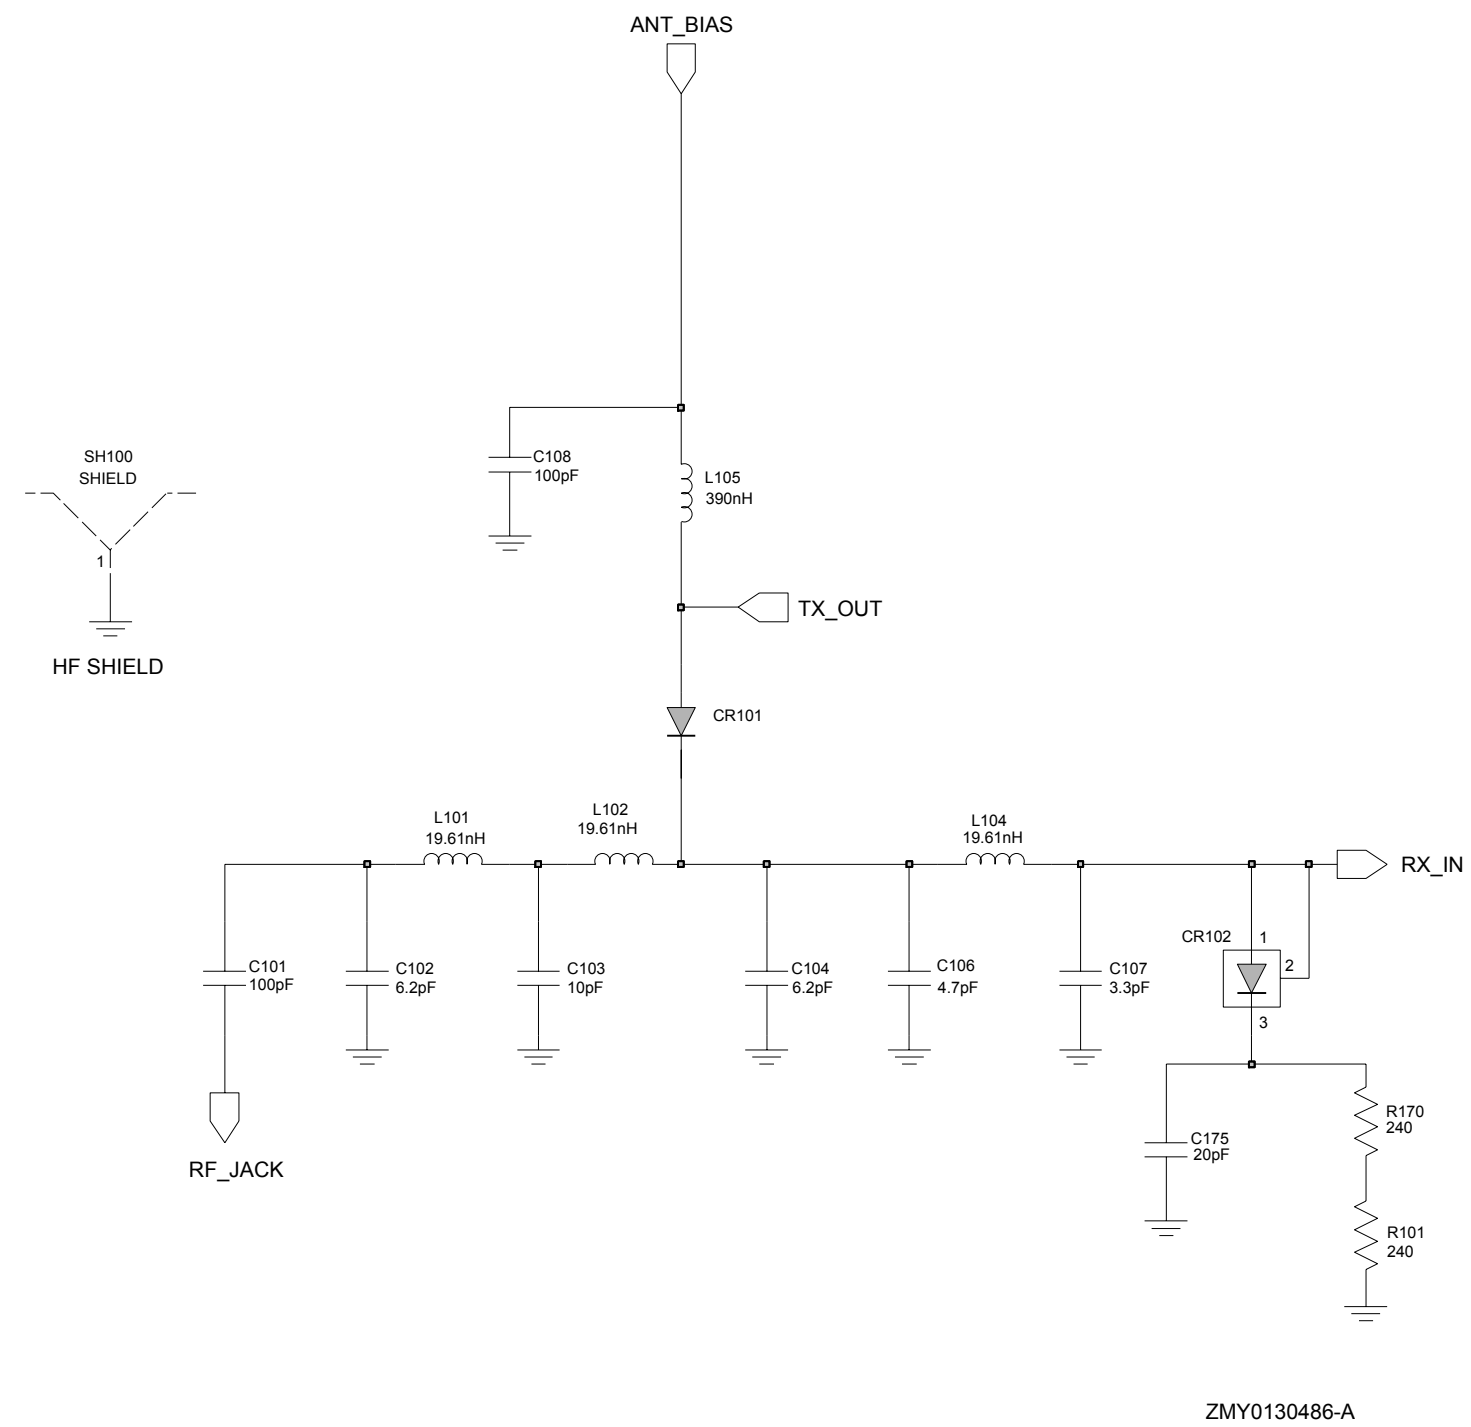 ANT_BIAS
C108
100pF
L105
390nH
SH100
SHIELD
1
HF SHIELD
TX_OUT
CR101
L101
19.61nH
L102
19.61nH
L104
19.61nH
RX_IN
C101
100pF
C102
6.2pF
C103
10pF
C104
6.2pF
C106
4.7pF
C107
3.3pF
CR102
1
2
3
RF_JACK
C175
20pF
R170
240
R101
240
ZMY0130486-A